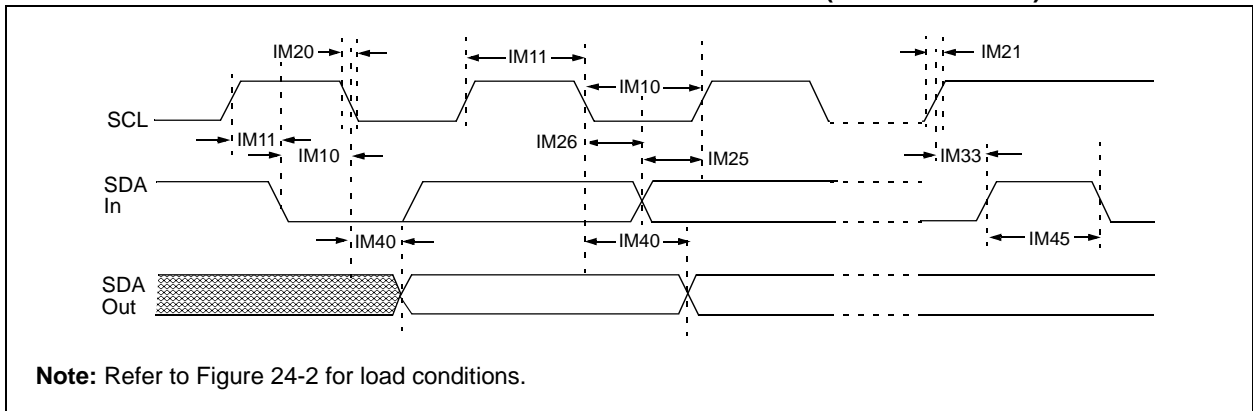 IM20
IM11
IM21
IM10
SCL
IM11
IM26
IM10
IM25
IM33
SDA
In
IM40
IM40
IM45
SDA
Out
Note: Refer to Figure 24-2 for load conditions.